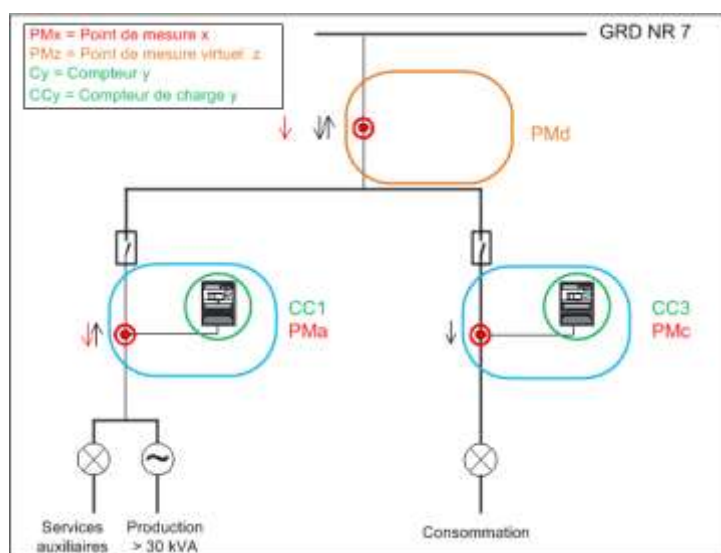 PMx = Point de mesure x
PMz = Point de mesure virtuel z
Cy = Compteur y
CCy = Compteur de charge y
GRD NR 7
PMd
CC1
PMa
CC3
PMc
Services
auxiliaires
Production
> 30 kVA
Consommation